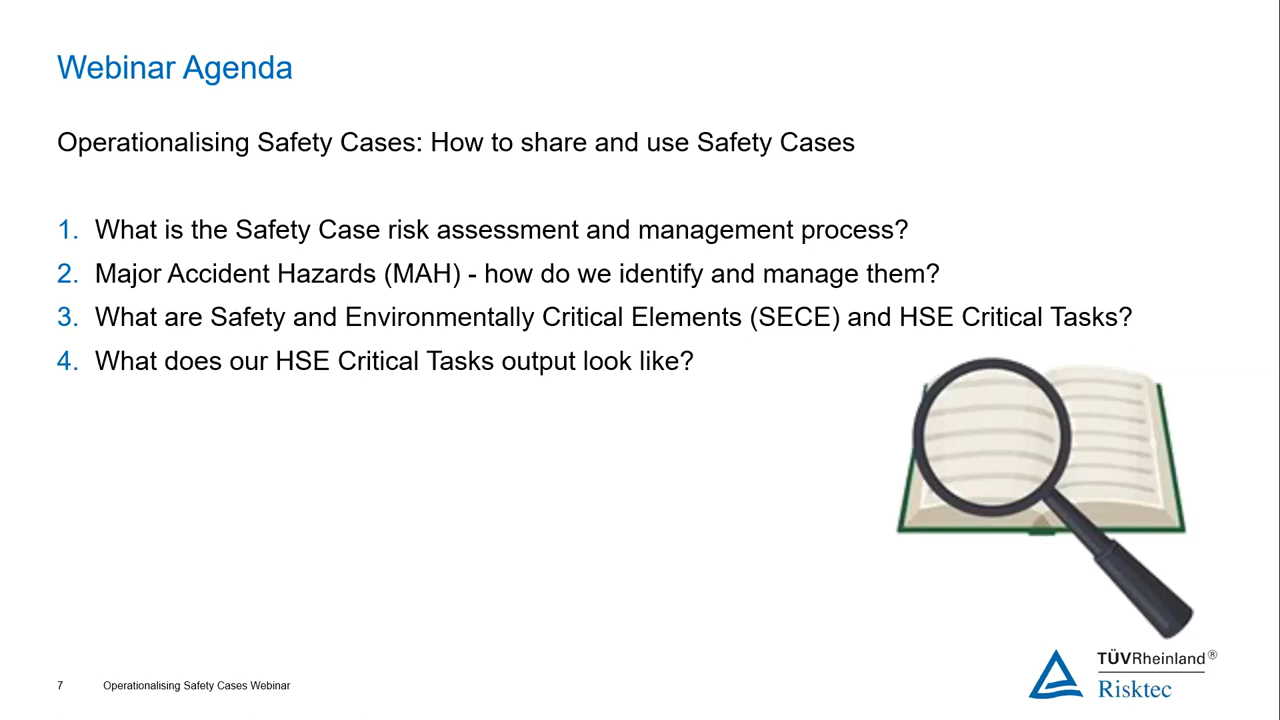 Webinar Agenda
Operationalising Safety Cases: How to share and use Safety Cases
1. What is the Safety Case risk assessment and management process?
2. Major Accident Hazards (MAH) - how do we identify and manage them?
3. What are Safety and Environmentally Critical Elements (SECE) and HSE Critical Tasks?
4. What does our HSE Critical Tasks output look like?
7 Operationalising Safety Cases Webinar
TÜVRheinland®
Risktec